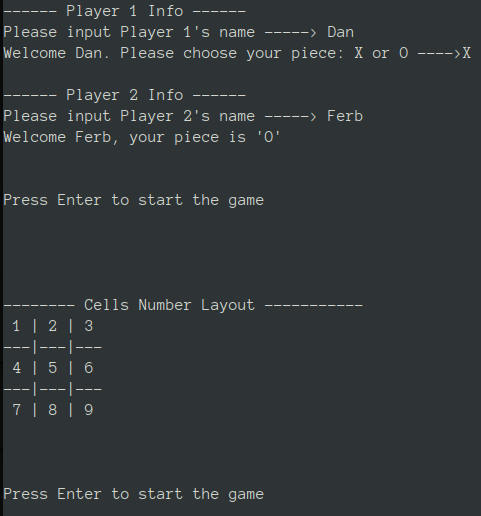 ------ Player 1 Info ------
Please input Player 1's name -----> Dan
Welcome Dan. Please choose your piece: X or O ---->X
------ Player 2 Info ------
Please input Player 2's name -----> Ferb
Welcome Ferb, your piece is 'O'
Press Enter to start the game
-------- Cells Number Layout -----------
 1 | 2 | 3
---|---|---
 4 | 5 | 6
---|---|---
 7 | 8 | 9
Press Enter to start the game